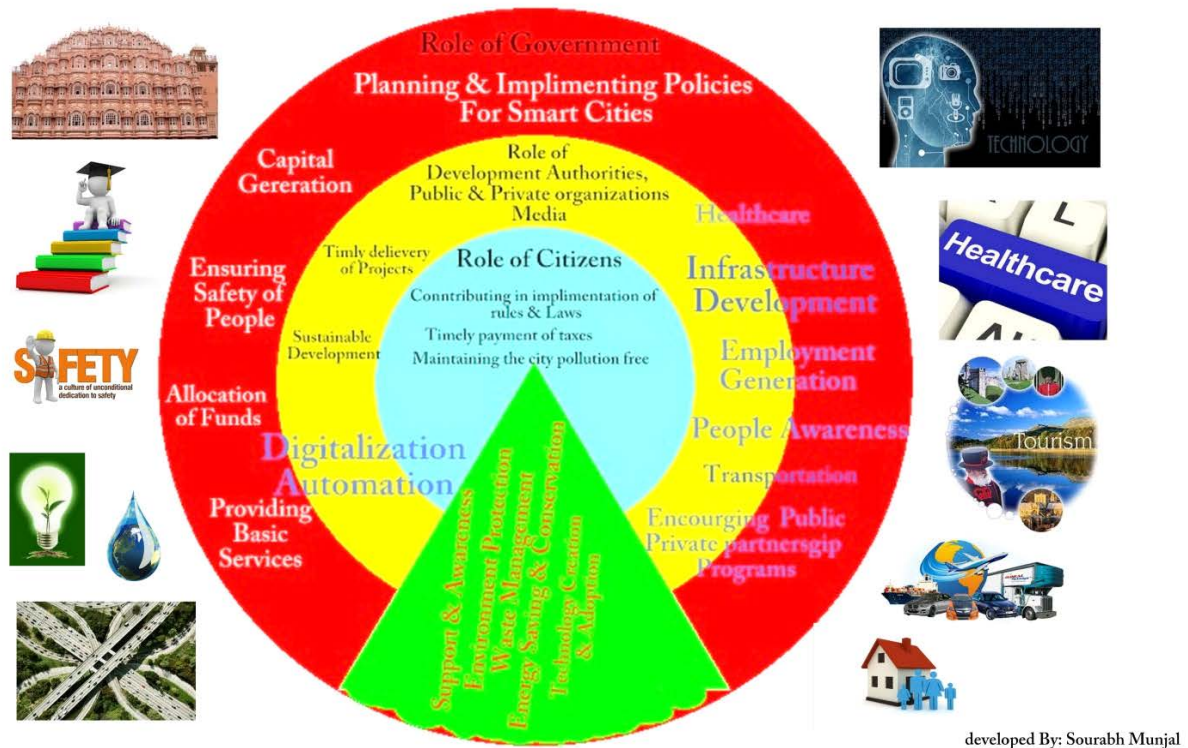 Role of Government
Planning & Implimenting Policies
For Smart Cities
Capital
Gereration
Ensuring
Safety of
People
Allocation
of Funds
Providing
Basic
Services
Role of
Development Authorities,
Public & Private organizations
Media
Timly delievery
of Projects
Sustainable
Development
Digitalization
Automation
Role of Citizens
Conntributing in implimentation of
rules & Laws
Timely payment of taxes
Maintaining the city pollution free
Healthcare
Infrastructure
Development
Employment
Generation
People Awareness
Transportation
Encourging Public
Private partnersgip
Programs
Support & Awareness
Environment Protection
Waste Management
Energy Saving & Conservation
Technology Creation
& Adoption
SAFETY
a culture of unconditional
dedication to safety
TECHNOLOGY
L
Healthcare
Tourism
developed By: Sourabh Munjal